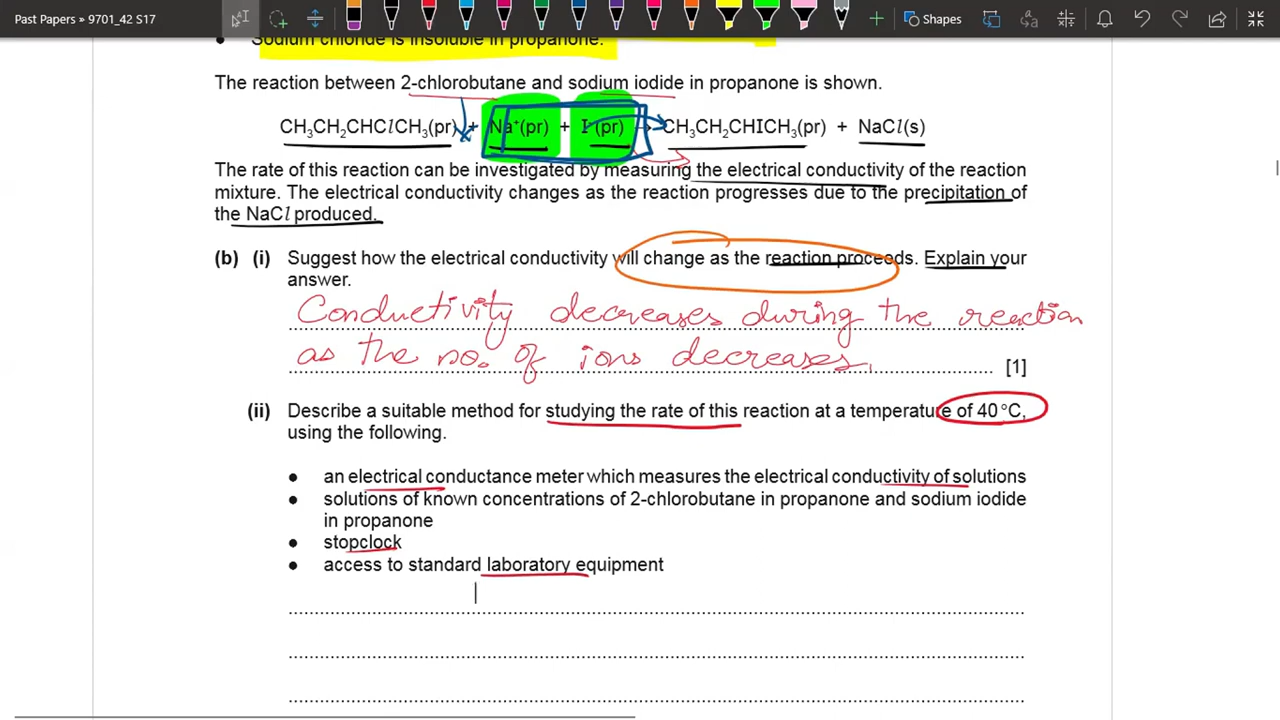 Past Papers » 9701_42 S17
Shapes
Sodium chloride is insoluble in propanone.
The reaction between 2-chlorobutane and sodium iodide in propanone is shown.
CH₃CH₂CHClCH₃(pr) + Na⁺(pr) + I⁻(pr) → CH₃CH₂CHICH₃(pr) + NaCl(s)
The rate of this reaction can be investigated by measuring the electrical conductivity of the reaction
mixture. The electrical conductivity changes as the reaction progresses due to the precipitation of
the NaCl produced.
(b) (i) Suggest how the electrical conductivity will change as the reaction proceeds. Explain your
answer.
Conductivity decreases during the reaction
as the no. of ions decreases.
[1]
(ii) Describe a suitable method for studying the rate of this reaction at a temperature of 40 °C,
using the following.
• an electrical conductance meter which measures the electrical conductivity of solutions
• solutions of known concentrations of 2-chlorobutane in propanone and sodium iodide
in propanone
• stopclock
• access to standard laboratory equipment